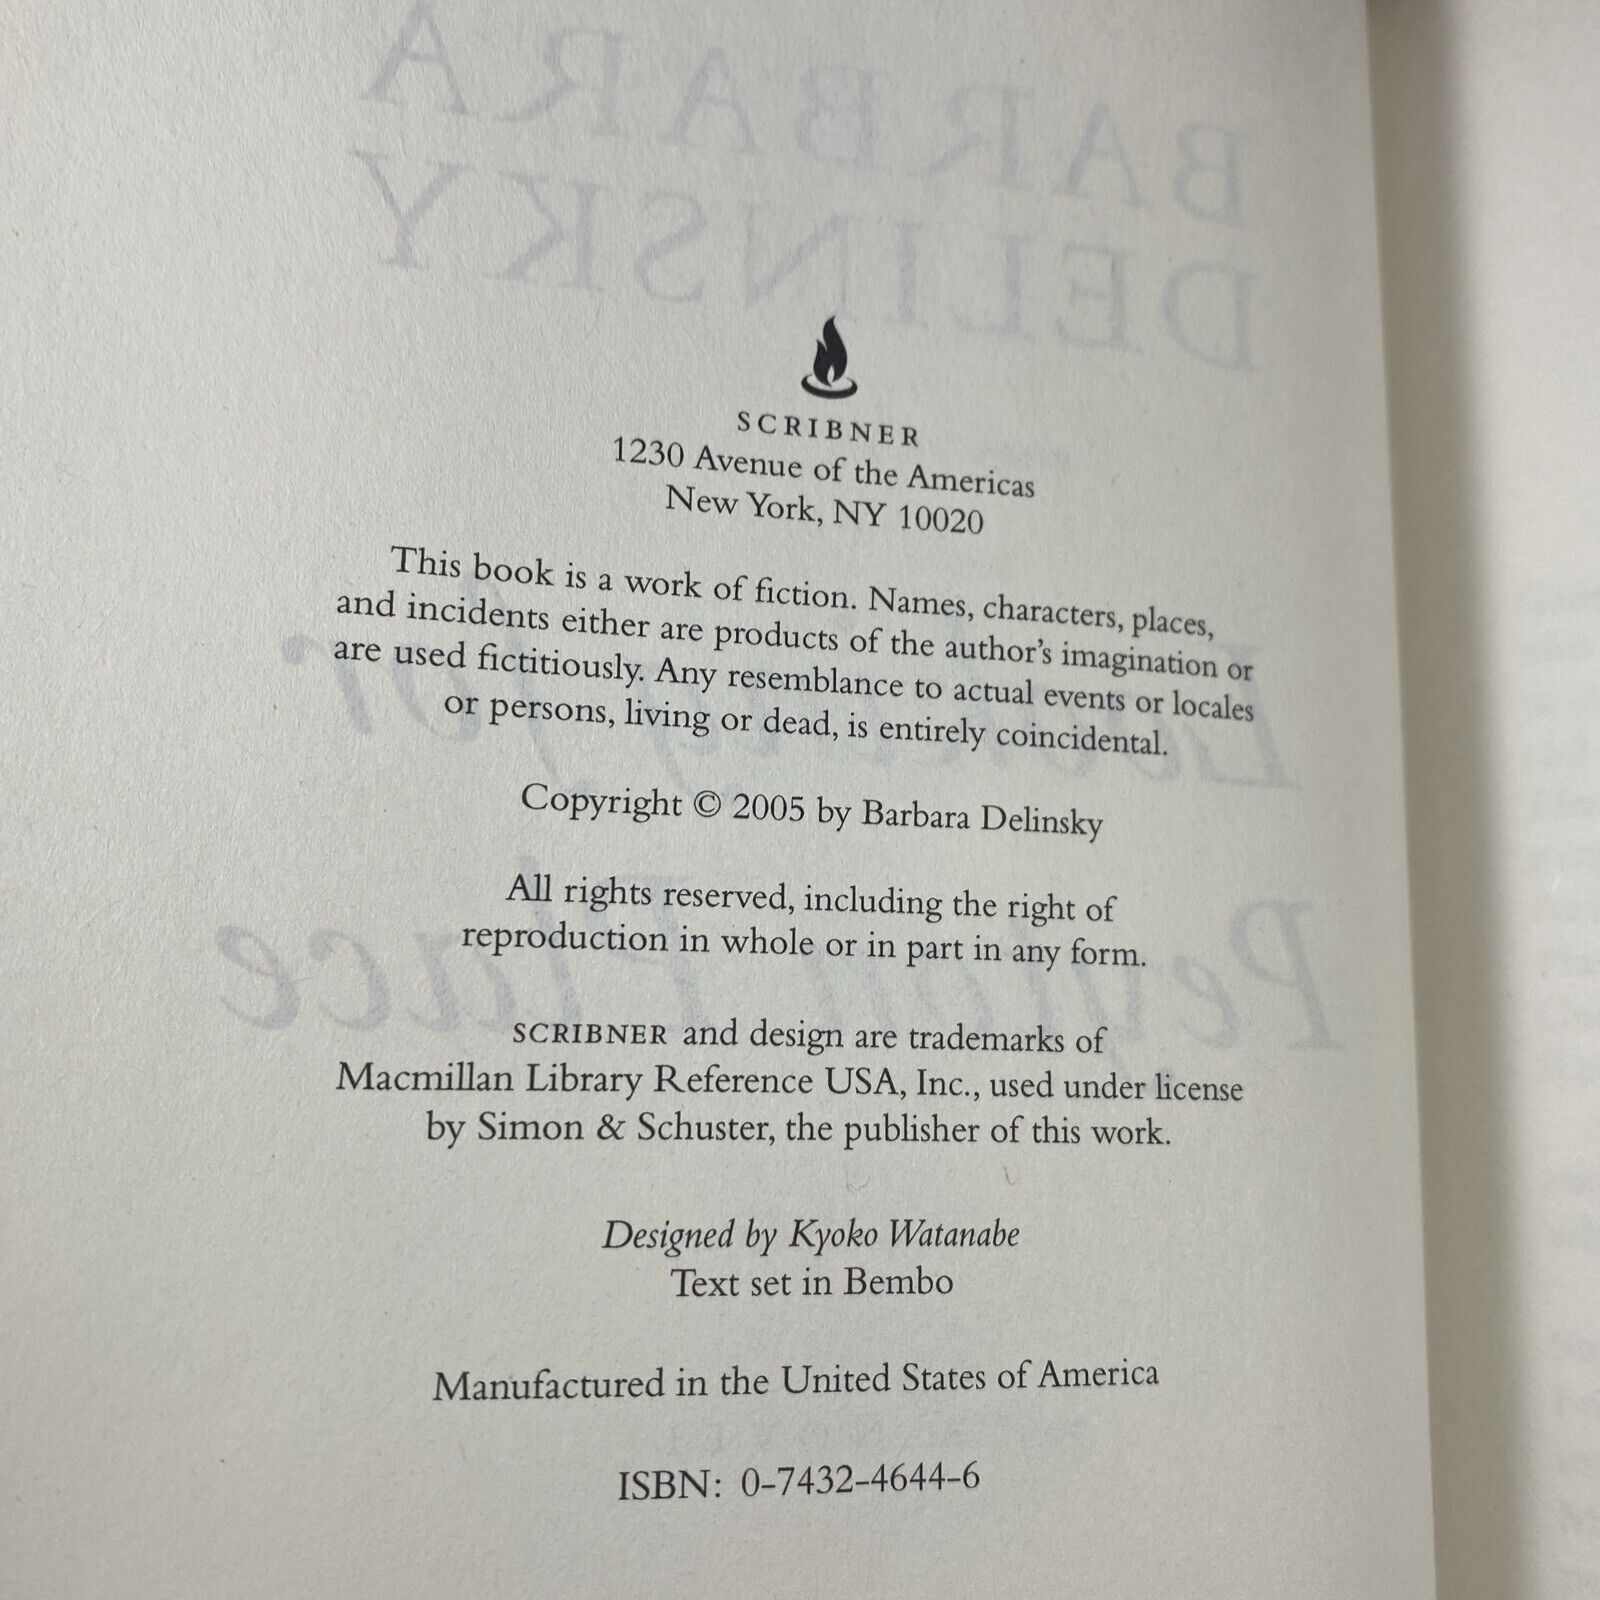 BARBARA
DELINSKY
SCRIBNER
1230 Avenue of the Americas
New York, NY 10020
This book is a work of fiction. Names, characters, places,
and incidents either are products of the author's imagination or
are used fictitiously. Any resemblance to actual events or locales
or persons, living or dead, is entirely coincidental.
Copyright © 2005 by Barbara Delinsky
All rights reserved, including the right of
reproduction in whole or in part in any form.
SCRIBNER and design are trademarks of
Macmillan Library Reference USA, Inc., used under license
by Simon & Schuster, the publisher of this work.
Designed by Kyoko Watanabe
Text set in Bembo
Manufactured in the United States of America
ISBN: 0-7432-4644-6